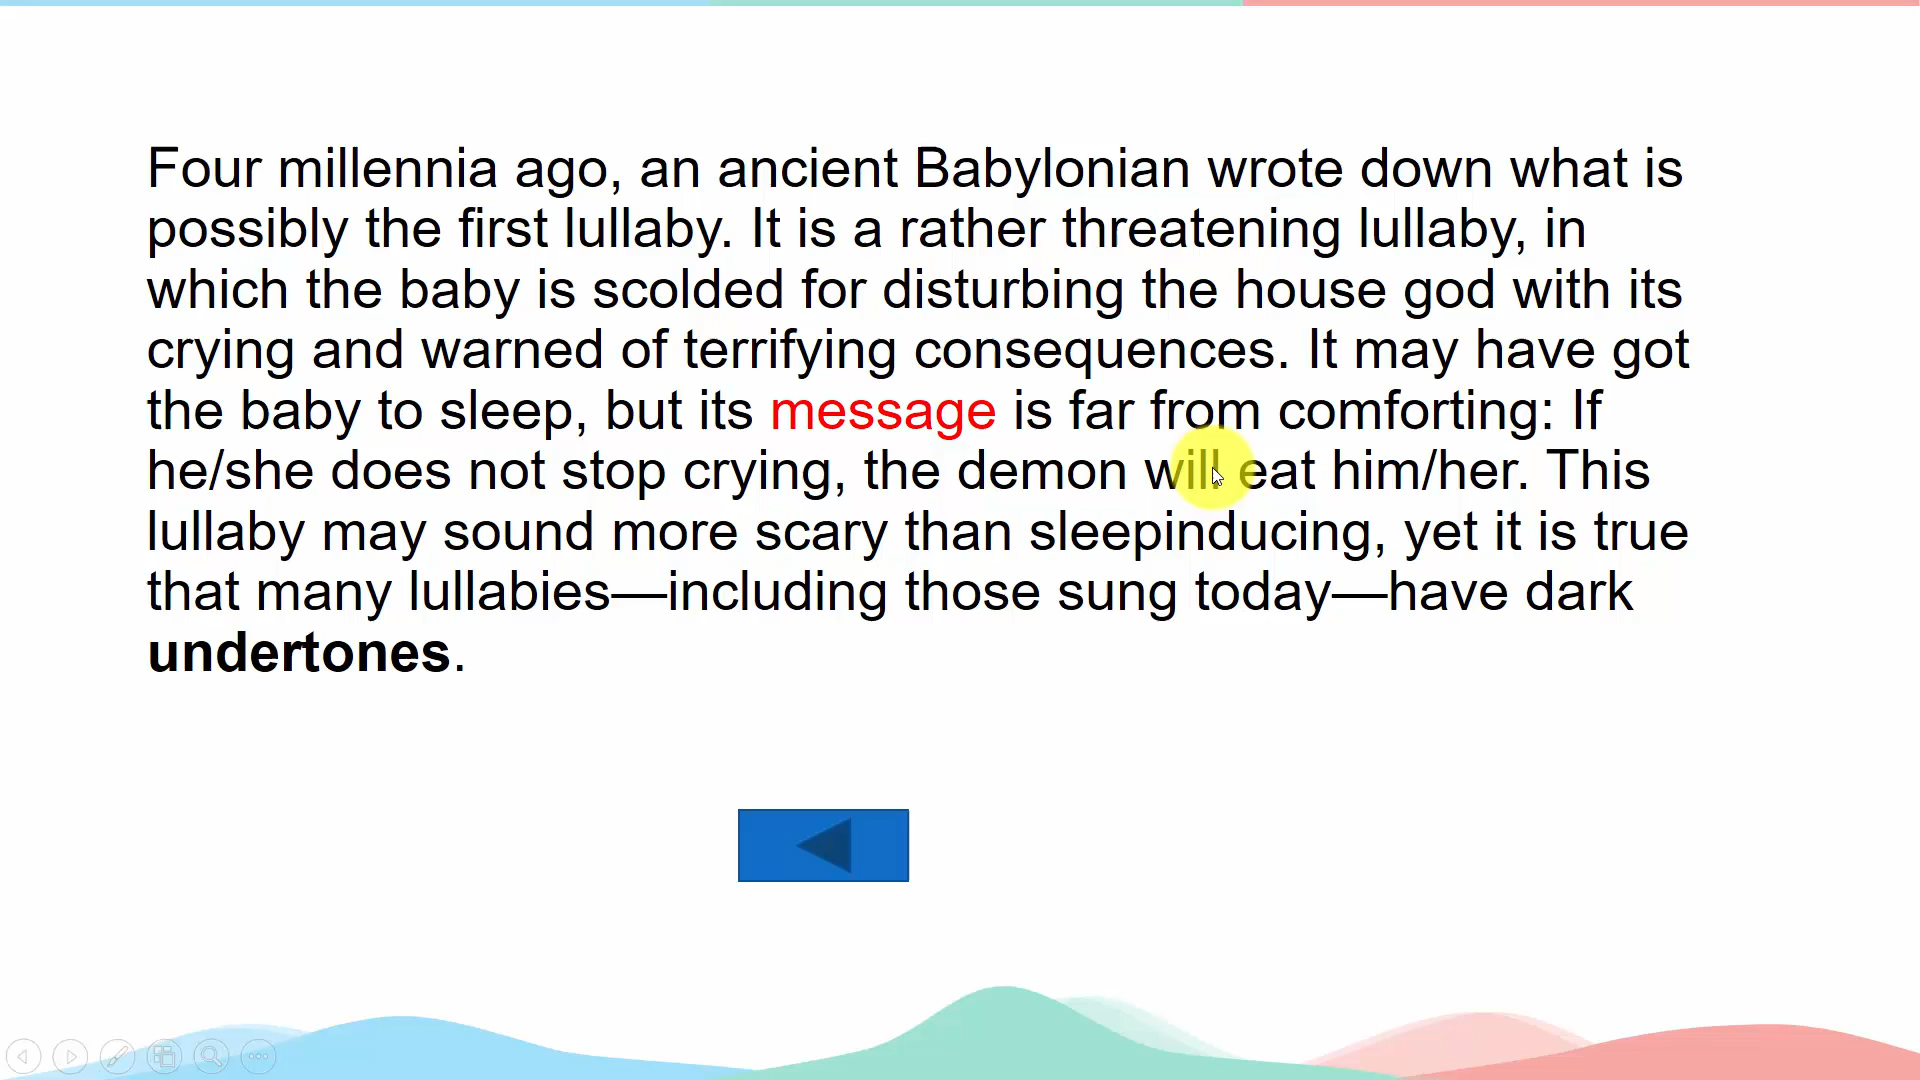 Four millennia ago, an ancient Babylonian wrote down what is
possibly the first lullaby. It is a rather threatening lullaby, in
which the baby is scolded for disturbing the house god with its
crying and warned of terrifying consequences. It may have got
the baby to sleep, but its message is far from comforting: If
he/she does not stop crying, the demon will eat him/her. This
lullaby may sound more scary than sleepinducing, yet it is true
that many lullabies—including those sung today—have dark
undertones.